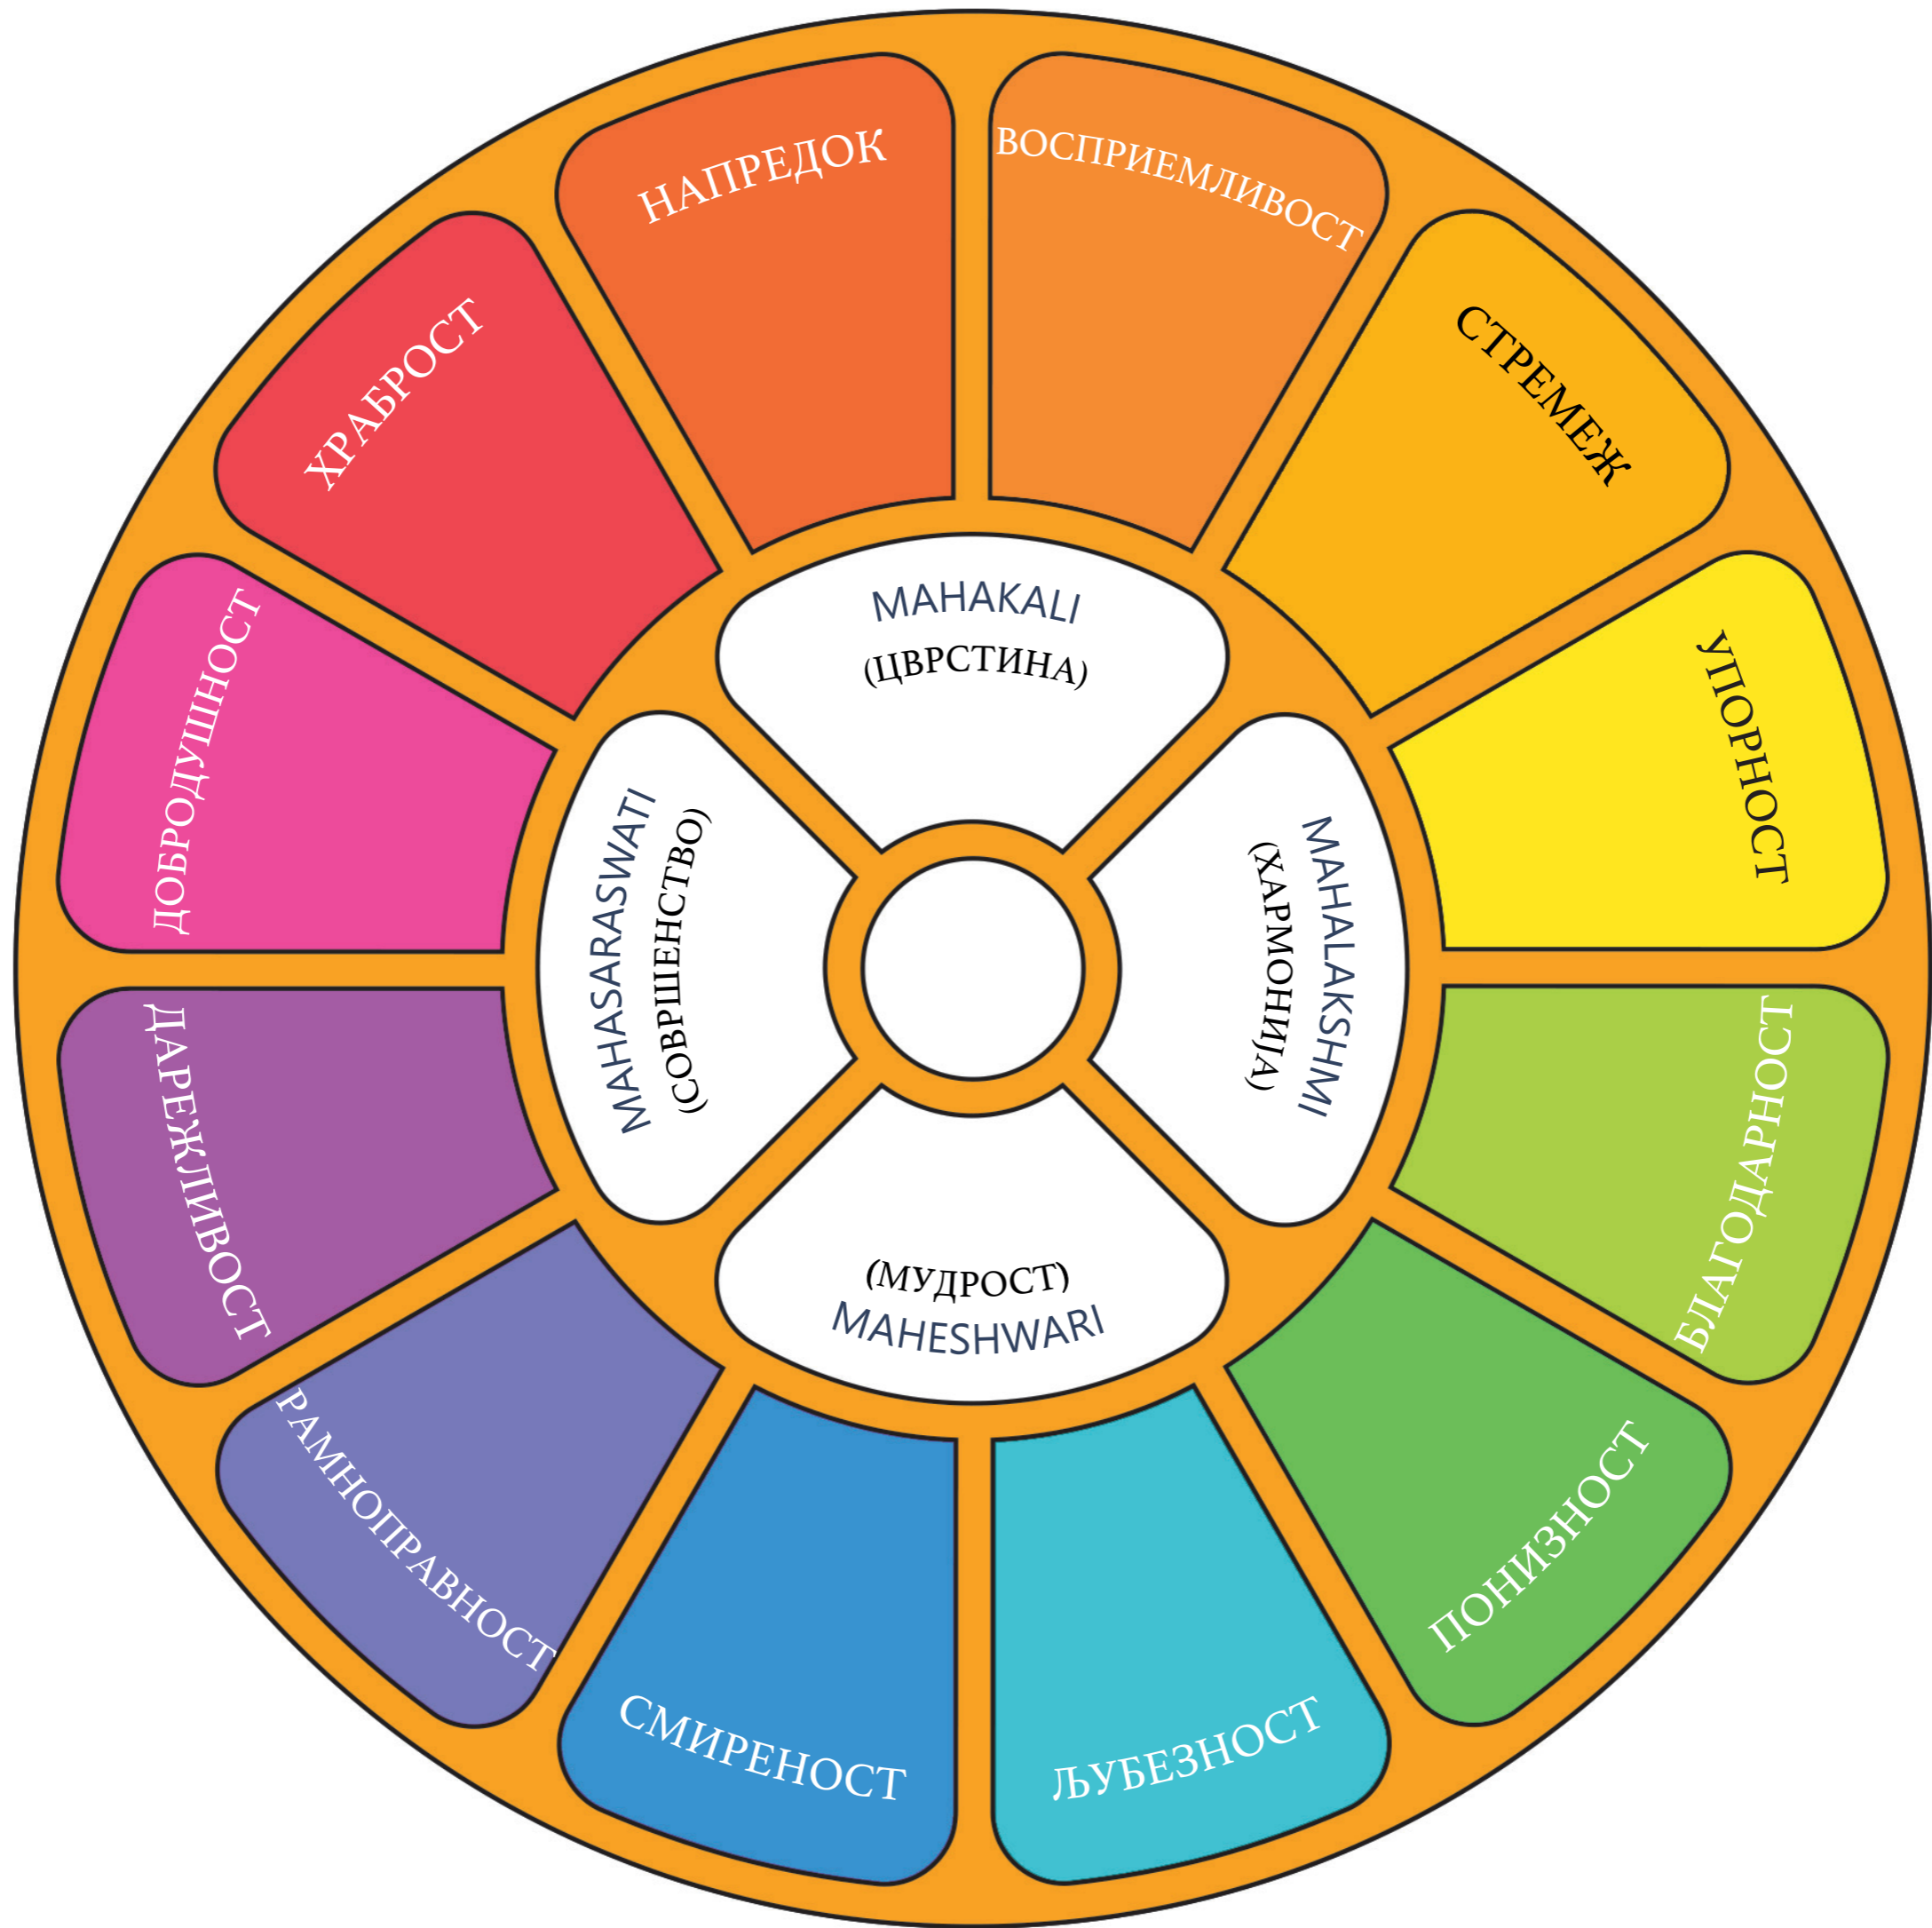 НАПРЕДОК
ВОСПРИЕМЛИВОСТ
СТРЕМЕЖ
УПОРНОСТ
БЛАГОДАРНОСТ
ПОНИЗНОСТ
ЉУБЕЗНОСТ
СМИРЕНОСТ
РАМНОПРАВНОСТ
ДАРЕЖЛИВОСТ
ДОБРОДУШНОСТ
ХРАБРОСТ
MAHAKALI
(ЦВРСТИНА)
MAHALAKSHMI
(ХАРМОНИЈА)
(МУДРОСТ)
MAHESHWARI
MAHASARASWATI
(СОВРШЕНСТВО)